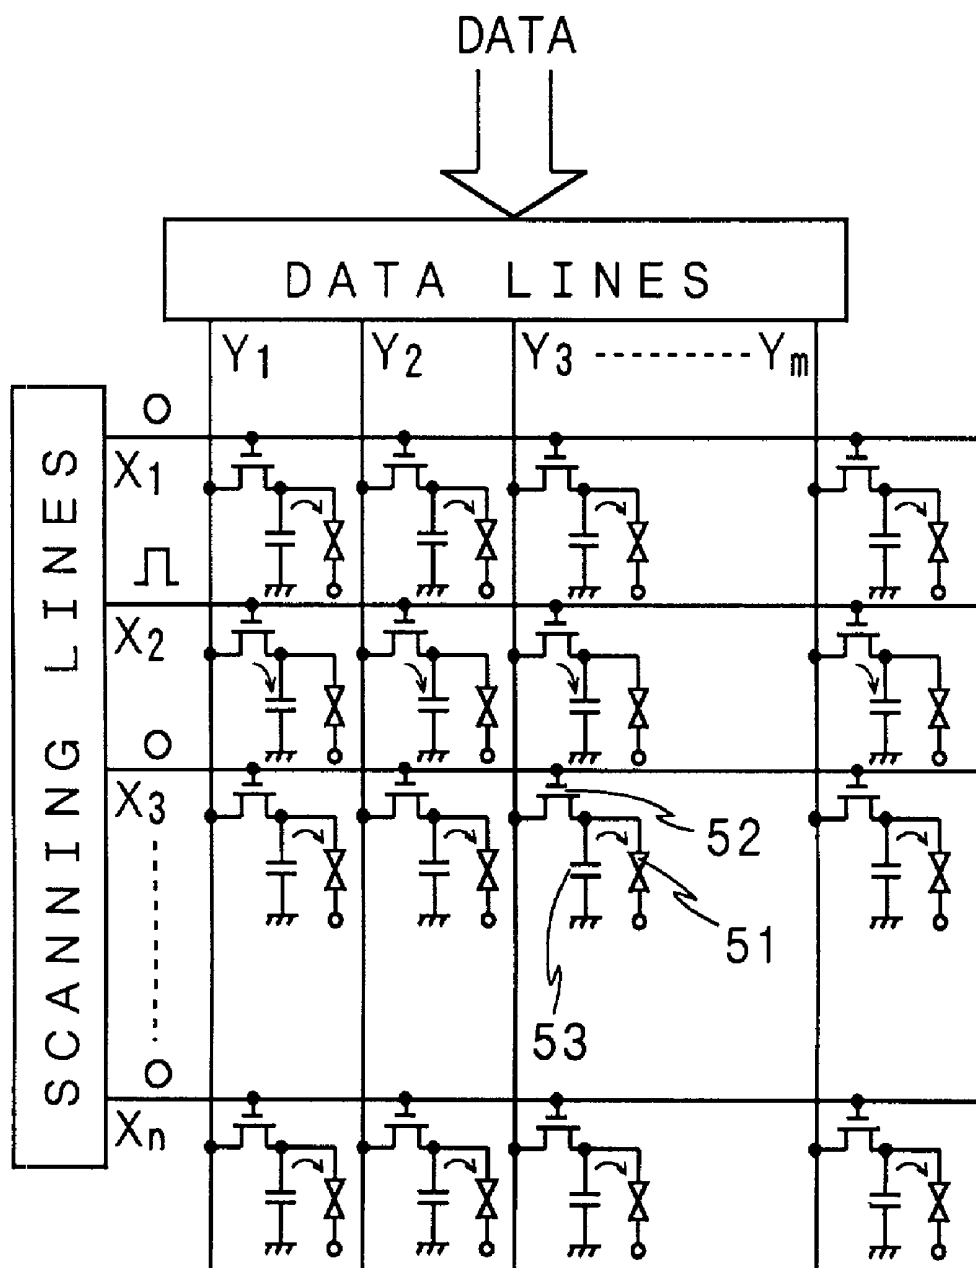 DATA
DATA LINES
Y1 Y2 Y3 Ym
SCANNING LINES
X1
X2
X3
Xn
52
51
53